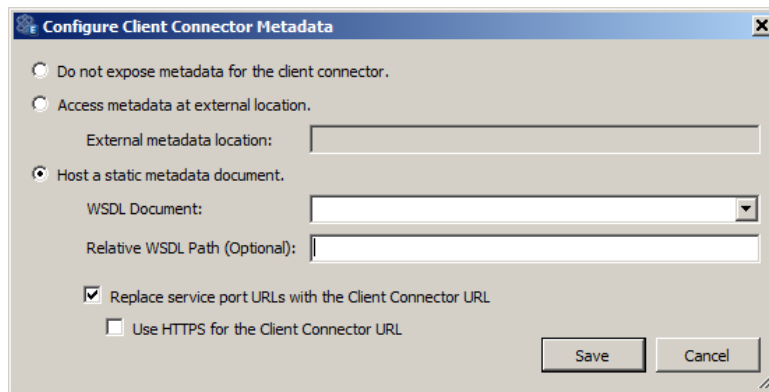 Configure Client Connector Metadata
Do not expose metadata for the client connector.
Access metadata at external location.
External metadata location:
Host a static metadata document.
WSDL Document:
Relative WSDL Path (Optional):
Replace service port URLs with the Client Connector URL
Use HTTPS for the Client Connector URL
Save Cancel